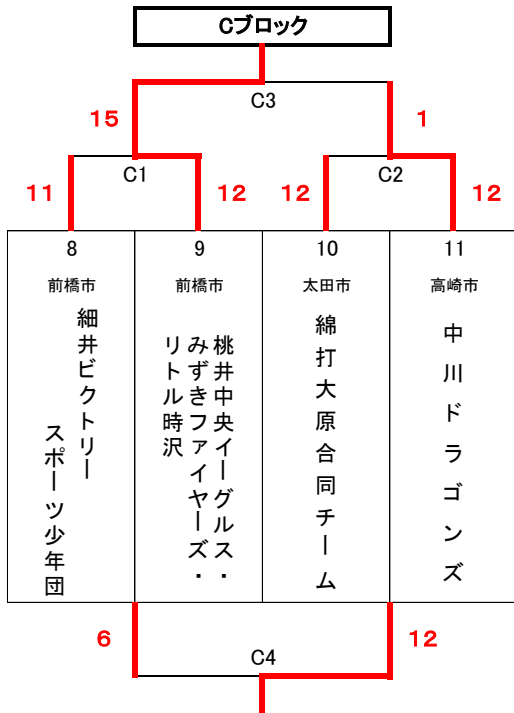 Cブロック
C3
15
1
C1
C2
11
12
12
12
8
9
10
11
前橋市
前橋市
太田市
高崎市
細井ビクトリー
スポーツ少年団
桃井中央イーグルス・
みずきファイヤーズ・
リトル時沢
綿打大原合同チーム
中川ドラゴンズ
6
C4
12